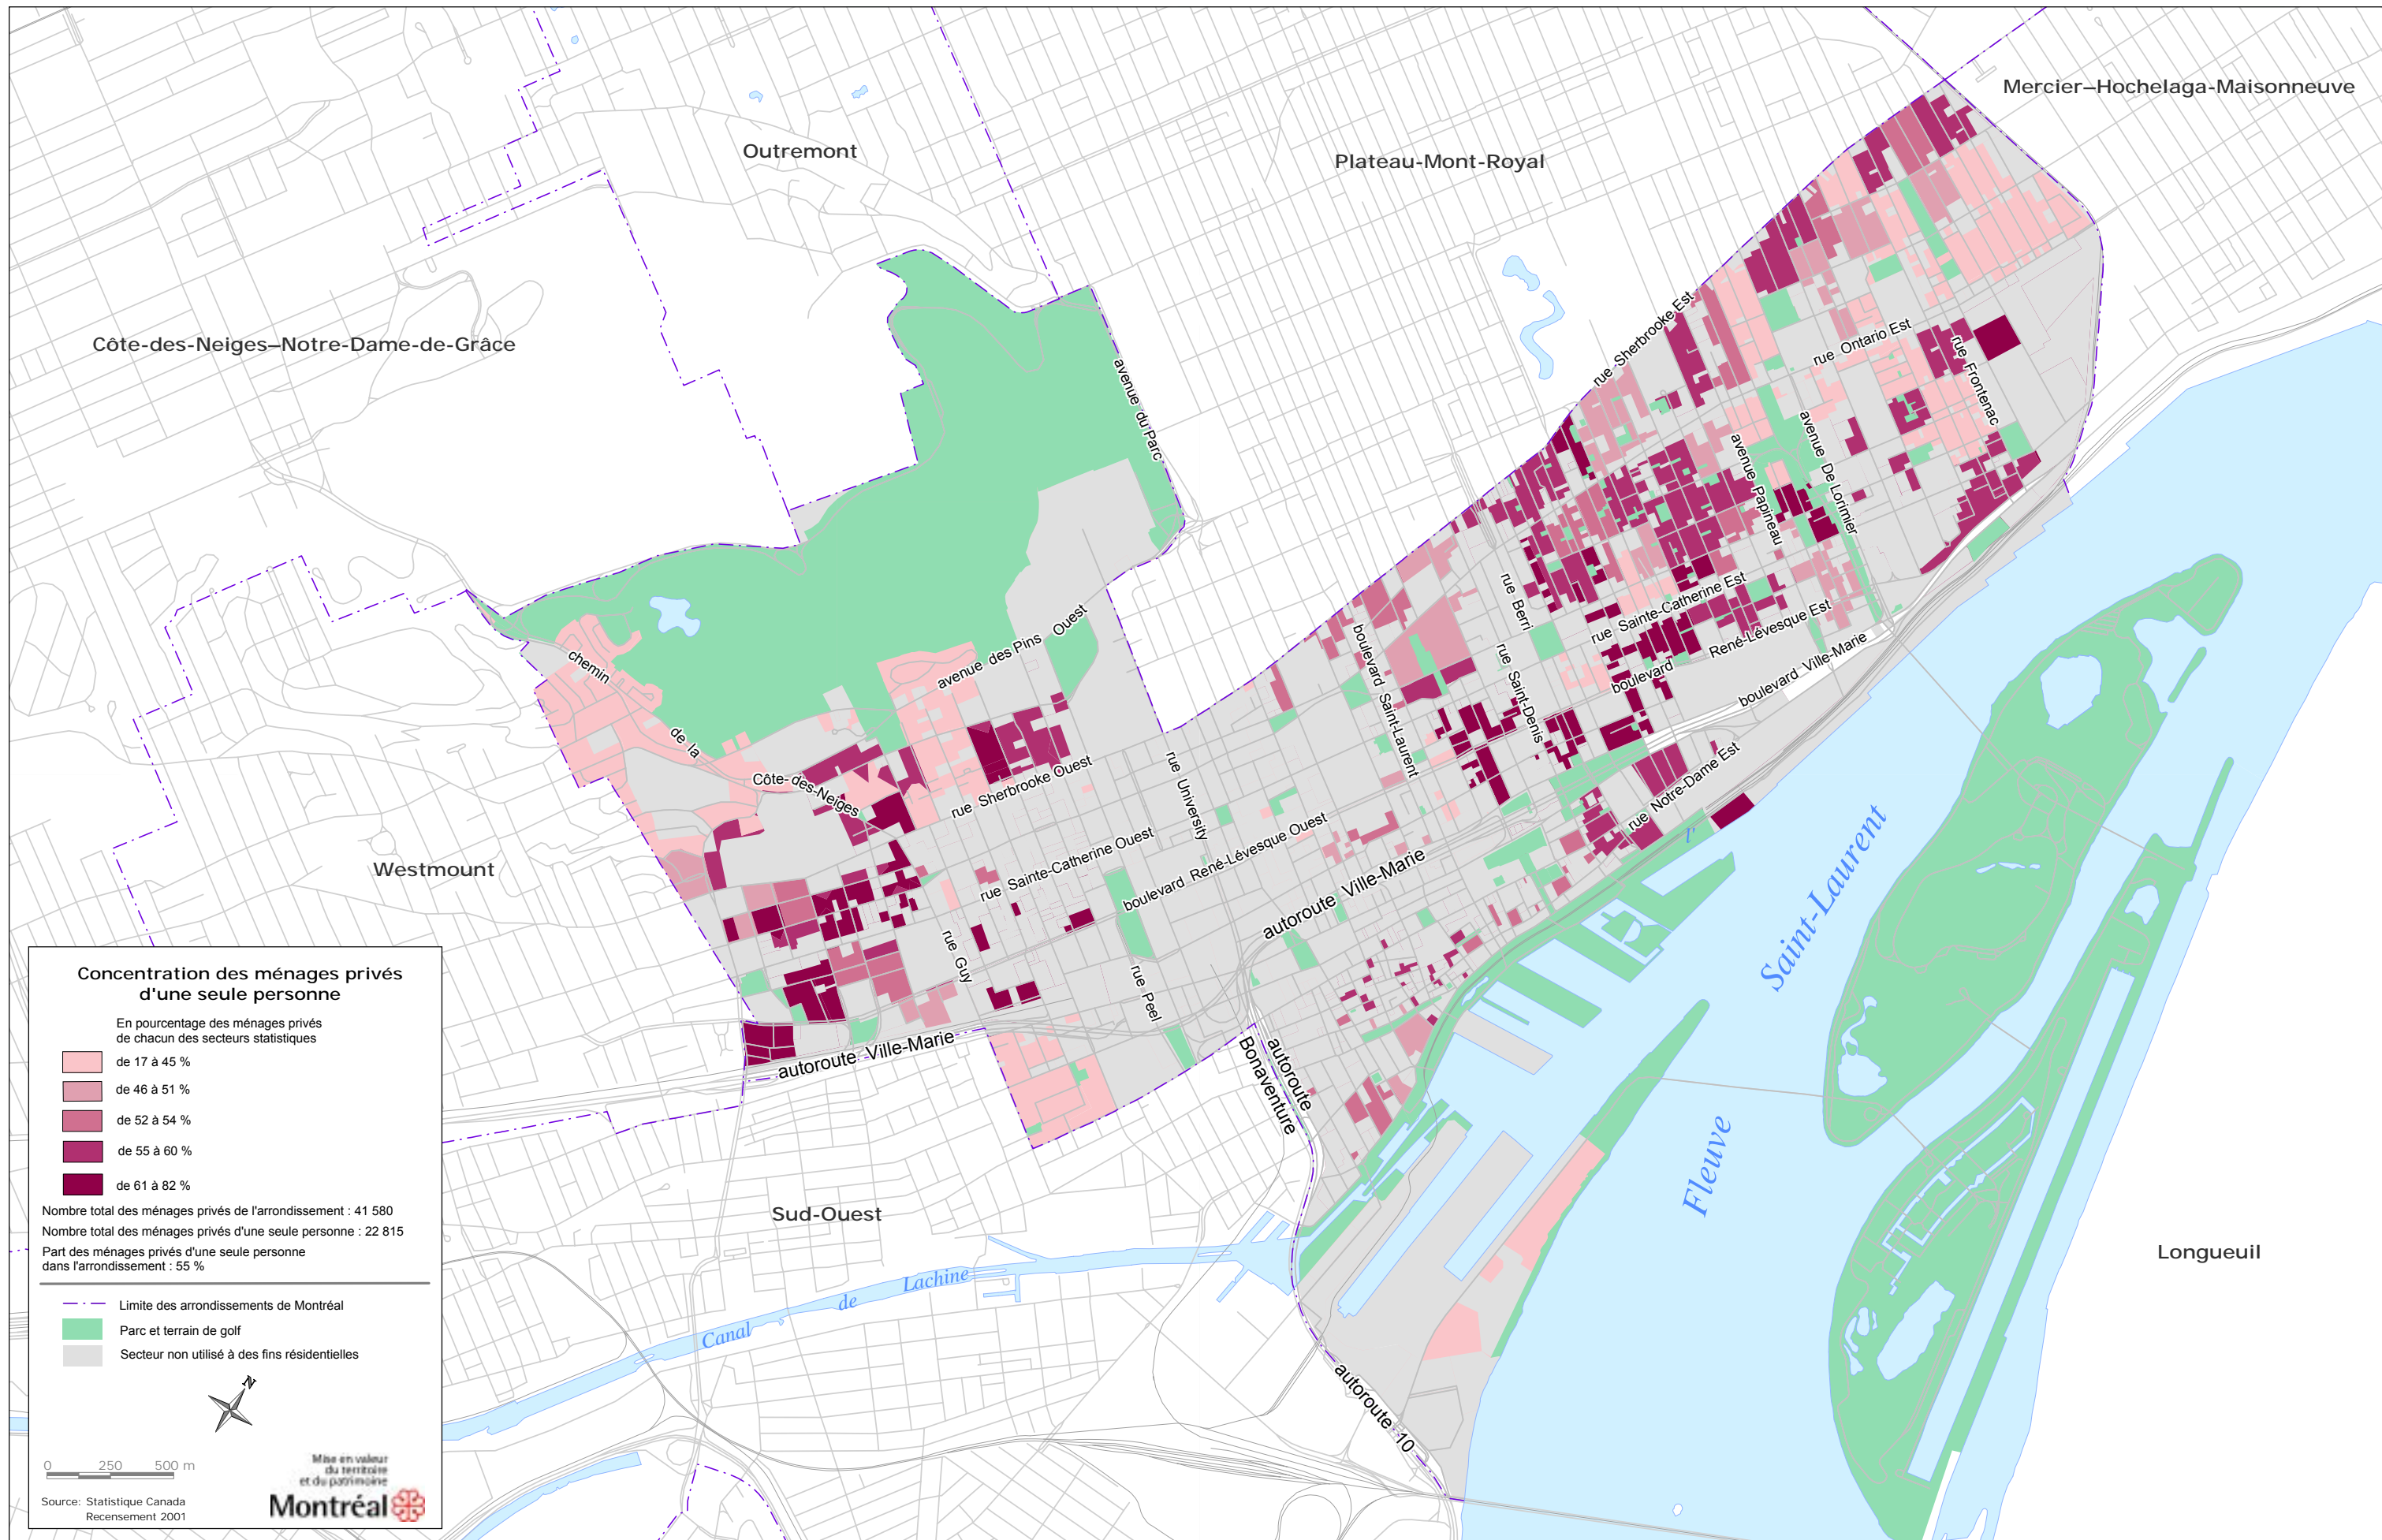 Mercier–Hochelaga-Maisonneuve
Outremont
Plateau-Mont-Royal
Côte-des-Neiges–Notre-Dame-de-Grâce
Westmount
Sud-Ouest
Longueuil
avenue du Parc
rue Sherbrooke Est
rue Ontario Est
rue Frontenac
avenue De Lorimier
avenue Papineau
rue Berri
rue Sainte-Catherine Est
boulevard René-Lévesque Est
boulevard Ville-Marie
rue Saint-Denis
boulevard Saint-Laurent
rue Notre-Dame Est
avenue des Pins Ouest
chemin de la Côte-des-Neiges
rue Sherbrooke Ouest
rue University
rue Sainte-Catherine Ouest
boulevard René-Lévesque Ouest
autoroute Ville-Marie
rue Guy
rue Peel
autoroute Ville-Marie
autoroute Bonaventure
autoroute 10
Canal de Lachine
Fleuve Saint-Laurent
l'
Concentration des ménages privés
d'une seule personne
En pourcentage des ménages privés
de chacun des secteurs statistiques
de 17 à 45 %
de 46 à 51 %
de 52 à 54 %
de 55 à 60 %
de 61 à 82 %
Nombre total des ménages privés de l'arrondissement : 41 580
Nombre total des ménages privés d'une seule personne : 22 815
Part des ménages privés d'une seule personne
dans l'arrondissement : 55 %
Limite des arrondissements de Montréal
Parc et terrain de golf
Secteur non utilisé à des fins résidentielles
N
0 250 500 m
Mise en valeur
du territoire
et du patrimoine
Montréal
Source: Statistique Canada
Recensement 2001